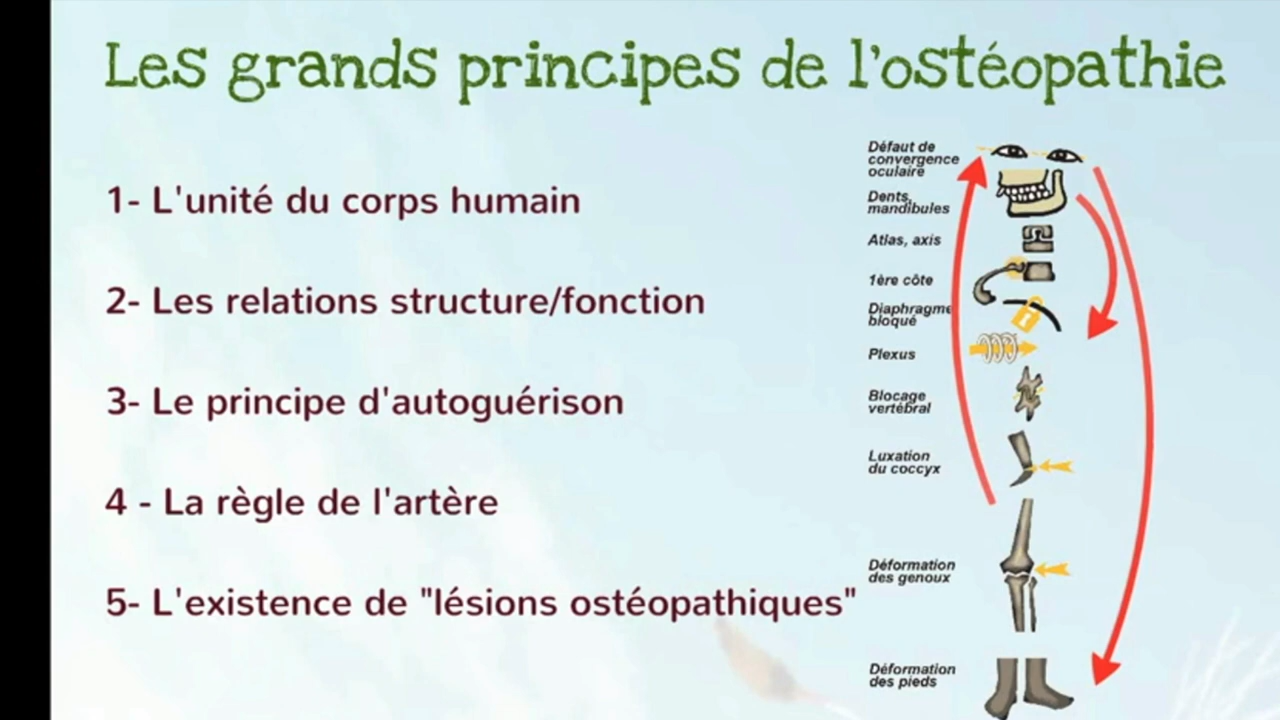 Les grands principes de l'ostéopathie
1- L'unité du corps humain
2- Les relations structure/fonction
3- Le principe d'autoguérison
4 - La règle de l'artère
5- L'existence de "lésions ostéopathiques"
Défaut de
convergence
oculaire
Dents,
mandibules
Atlas, axis
1ère côte
Diaphragme
bloqué
Plexus
Blocage
vertébral
Luxation
du coccyx
Déformation
des genoux
Déformation
des pieds